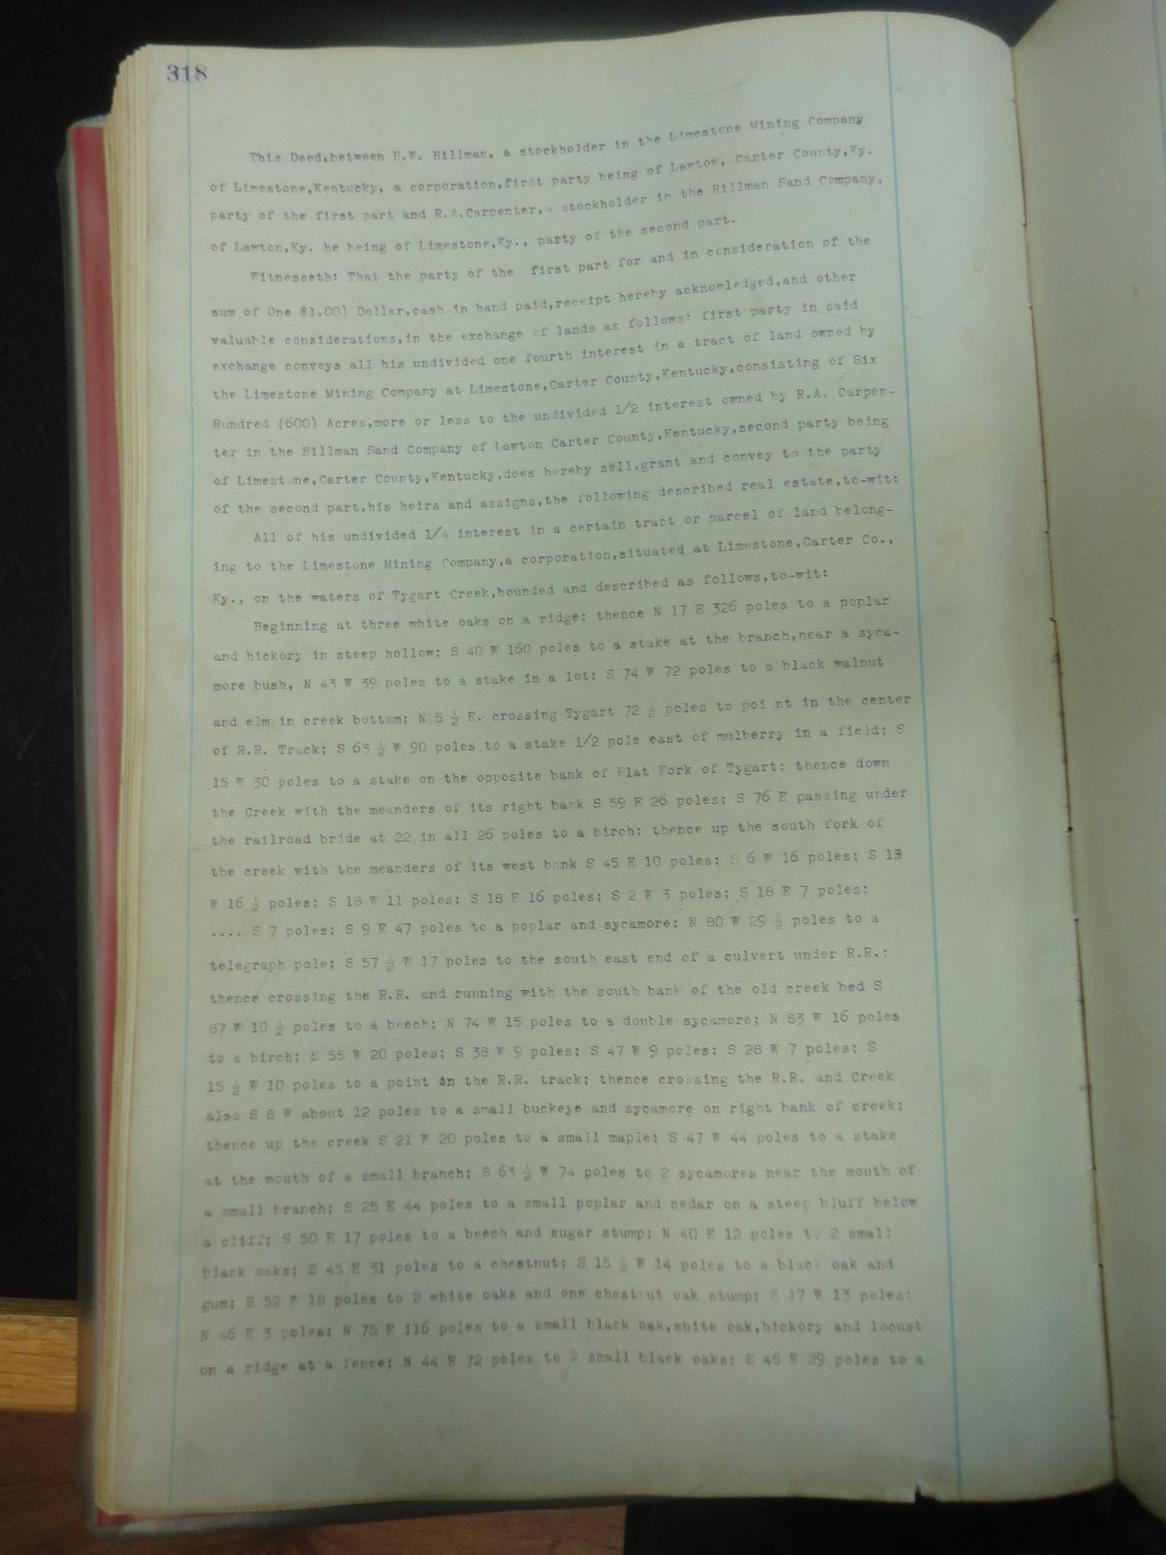 318
This Deed,between H.W. Hillman, a stockholder in the Limestone Mining Company
of Limestone,Kentucky, a corporation,first party being of Lawton, Carter County,Ky.
party of the first part and R.A.Carpenter,a stockholder in the Hillman Sand Company,
of Lawton,Ky. he being of Limestone,Ky., party of the second part.
Witnesseth: That the party of the first part for and in consideration of the
sum of One $1.00) Dollar,cash in hand paid,receipt hereby acknowledged,and other
valuable considerations,in the exchange of lands as follows: first party in said
exchange conveys all his undivided one fourth interest in a tract of land owned by
the Limestone Mining Company at Limestone,Carter County,Kentucky,consisting of Six
Hundred (600) Acres,more or less to the undivided 1/2 interest owned by R.A. Carpen-
ter in the Hillman Sand Company of Lawton Carter County,Kentucky,second party being
of Limestone,Carter County,Kentucky,does hereby sell,grant and convey to the party
of the second part,his heirs and assigns,the following described real estate,to-wit:
All of his undivided 1/4 interest in a certain tract or parcel of land belong-
ing to the Limestone Mining Company,a corporation,situated at Limestone,Carter Co.,
Ky., on the waters of Tygart Creek,bounded and described as follows,to-wit:
Beginning at three white oaks on a ridge; thence N 17 E 326 poles to a poplar
and hickory in steep hollow; S 40 W 160 poles to a stake at the branch,near a syca-
more bush, N 43 W 39 poles to a stake in a lot; S 74 W 72 poles to a black walnut
and elm in creek bottom; N 5 ½ E. crossing Tygart 72 ½ poles to poi nt in the center
of R.R. Track; S 63 ½ W 90 poles to a stake 1/2 pole east of mulberry in a field; S
15 W 30 poles to a stake on the opposite bank of Flat Fork of Tygart; thence down
the Creek with the meanders of its right bank S 59 E 26 poles; S 76 E passing under
the railroad bride at 22 in all 26 poles to a birch; thence up the south fork of
the creek with the meanders of its west bank S 45 E 10 poles; S 6 W 16 poles; S 13
W 16 ½ poles; S 18 W 11 poles; S 18 E 16 poles; S 2 W 3 poles; S 18 E 7 poles;
.... S 7 poles; S 9 E 47 poles to a poplar and sycamore; N 80 W 29 ½ poles to a
telegraph pole; S 57 ½ W 17 poles to the south east end of a culvert under R.R.;
thence crossing the R.R. and running with the south bank of the old creek bed S
87 W 10 ½ poles to a beech; N 74 W 15 poles to a double sycamore; N 83 W 16 poles
to a birch; S 55 W 20 poles; S 38 W 9 poles; S 47 W 9 poles; S 28 W 7 poles; S
15 ½ W 10 poles to a point in the R.R. track; thence crossing the R.R. and Creek
also S 8 W about 12 poles to a small buckeye and sycamore on right bank of creek;
thence up the creek S 21 W 20 poles to a small maple; S 47 W 44 poles to a stake
at the mouth of a small branch; S 63 ½ W 74 poles to 2 sycamores near the mouth of
a small branch; S 25 E 44 poles to a small poplar and cedar on a steep bluff below
a cliff; S 50 E 17 poles to a beech and sugar stump; N 40 E 12 poles to 2 small
black oaks; S 45 E 31 poles to a chestnut; S 15 ½ W 14 poles to a black oak and
gum; S 52 W 18 poles to 2 white oaks and one chestnut oak stump; S 17 W 13 poles;
N 46 E 3 poles; N 75 E 116 poles to a small black oak,white oak,hickory and locust
on a ridge at a fence; N 44 E 72 poles to 2 small black oaks; S 46 E 29 poles to a